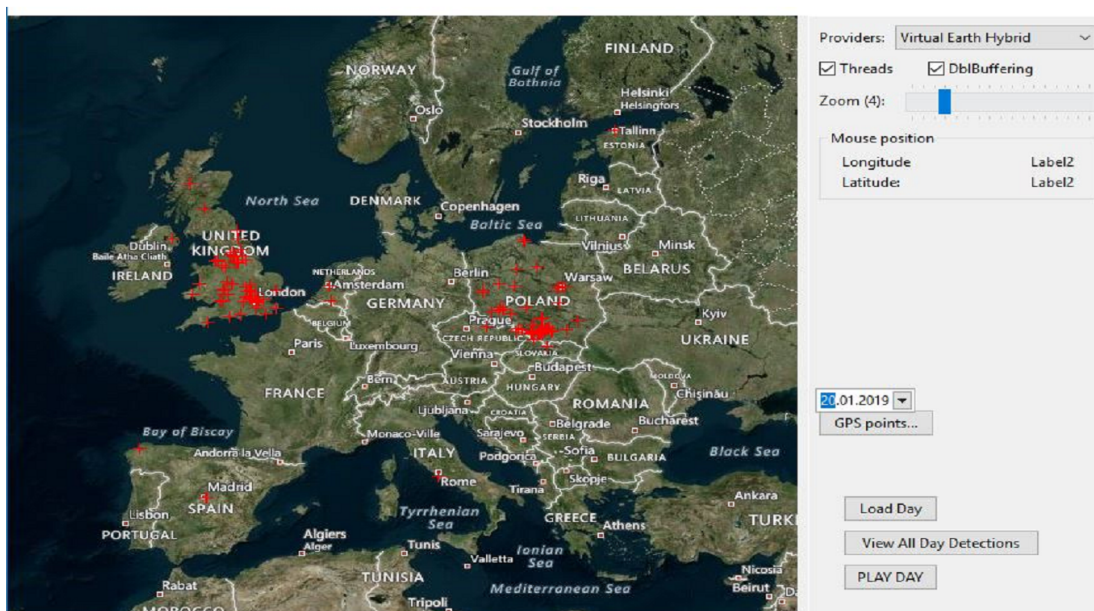 FINLAND
NORWAY
Gulf of
Bothnia
Helsinki
Helsingfors
Oslo
Stockholm
Tallinn
ESTONIA
Riga
LATVIA
North Sea
DENMARK
Copenhagen
Baltic Sea
LITHUANIA
Vilnius
Minsk
UNITED
KINGDOM
Dublin
Baile Atha Cliath
IRELAND
BELARUS
NETHERLANDS
Amsterdam
Berlin
Warsaw
London
GERMANY
POLAND
Prague
Kyiv
BELGIUM
CZECH REPUBLIC
UKRAINE
Paris
Luxembourg
SLOVAKIA
Vienna
Budapest
Bern
AUSTRIA
HUNGARY
MOLDOVA
Chișinău
FRANCE
Ljubljana
CROATIA
ROMANIA
Bay of Biscay
Monaco-Ville
Sarajevo
Belgrade
Bucharest
SERBIA
Andorra la Vella
ITALY
Podgorica
Sofia
BULGARIA
Black Sea
Rome
Skopje
Madrid
SPAIN
Tirana
Ankara
Lisbon
PORTUGAL
Tyrrhenian
Sea
GREECE
Athens
TURK
Algiers
Alger
Tunis
Valletta
Ionian
Sea
Nicosia
Rabat
TUNISIA
Mediterranean Sea
Beirut
Tripoli
MOROCCO
Providers: Virtual Earth Hybrid
Threads DblBuffering
Zoom (4):
Mouse position
Longitude Label2
Latitude: Label2
20.01.2019
GPS points...
Load Day
View All Day Detections
PLAY DAY